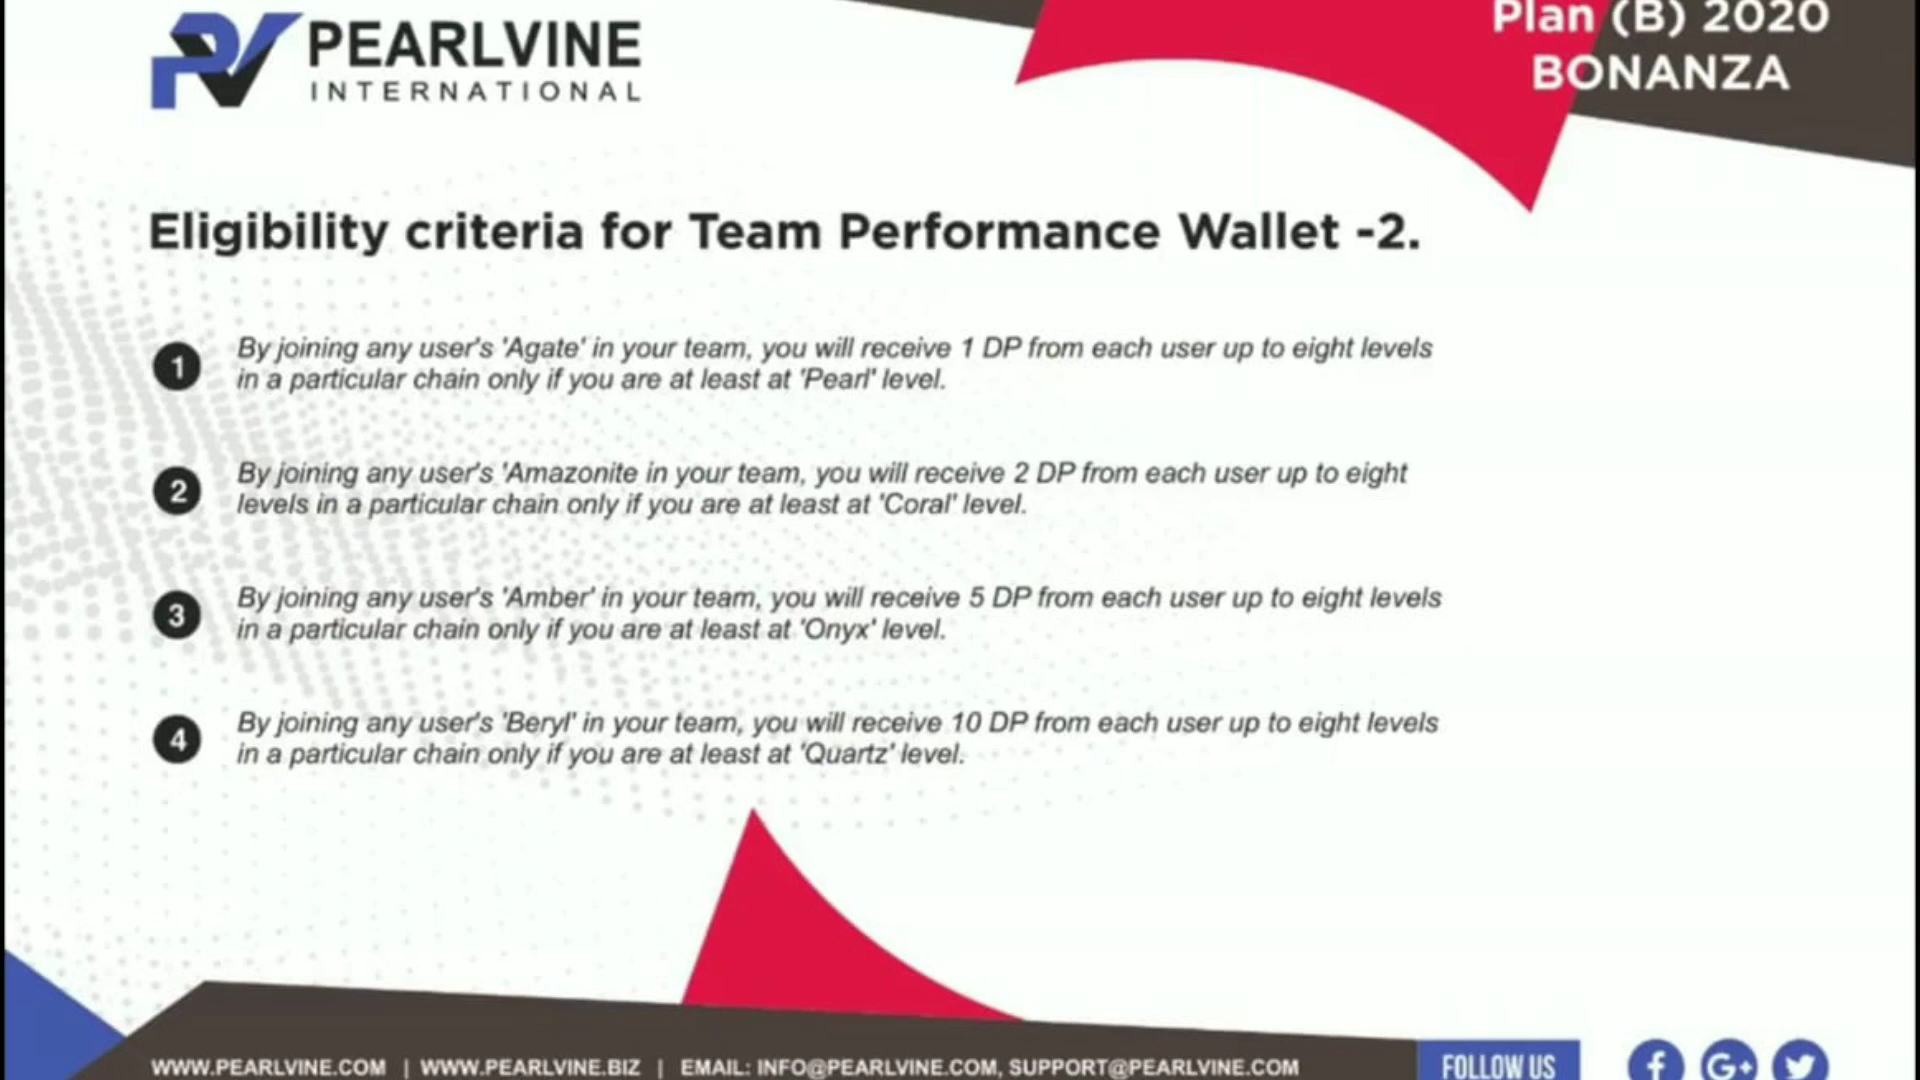 PEARLVINE
INTERNATIONAL
Plan (B) 2020
BONANZA
Eligibility criteria for Team Performance Wallet -2.
1
By joining any user's 'Agate' in your team, you will receive 1 DP from each user up to eight levels
in a particular chain only if you are at least at 'Pearl' level.
2
By joining any user's 'Amazonite in your team, you will receive 2 DP from each user up to eight
levels in a particular chain only if you are at least at 'Coral' level.
3
By joining any user's 'Amber' in your team, you will receive 5 DP from each user up to eight levels
in a particular chain only if you are at least at 'Onyx' level.
4
By joining any user's 'Beryl' in your team, you will receive 10 DP from each user up to eight levels
in a particular chain only if you are at least at 'Quartz' level.
WWW.PEARLVINE.COM | WWW.PEARLVINE.BIZ | EMAIL: INFO@PEARLVINE.COM, SUPPORT@PEARLVINE.COM
FOLLOW US